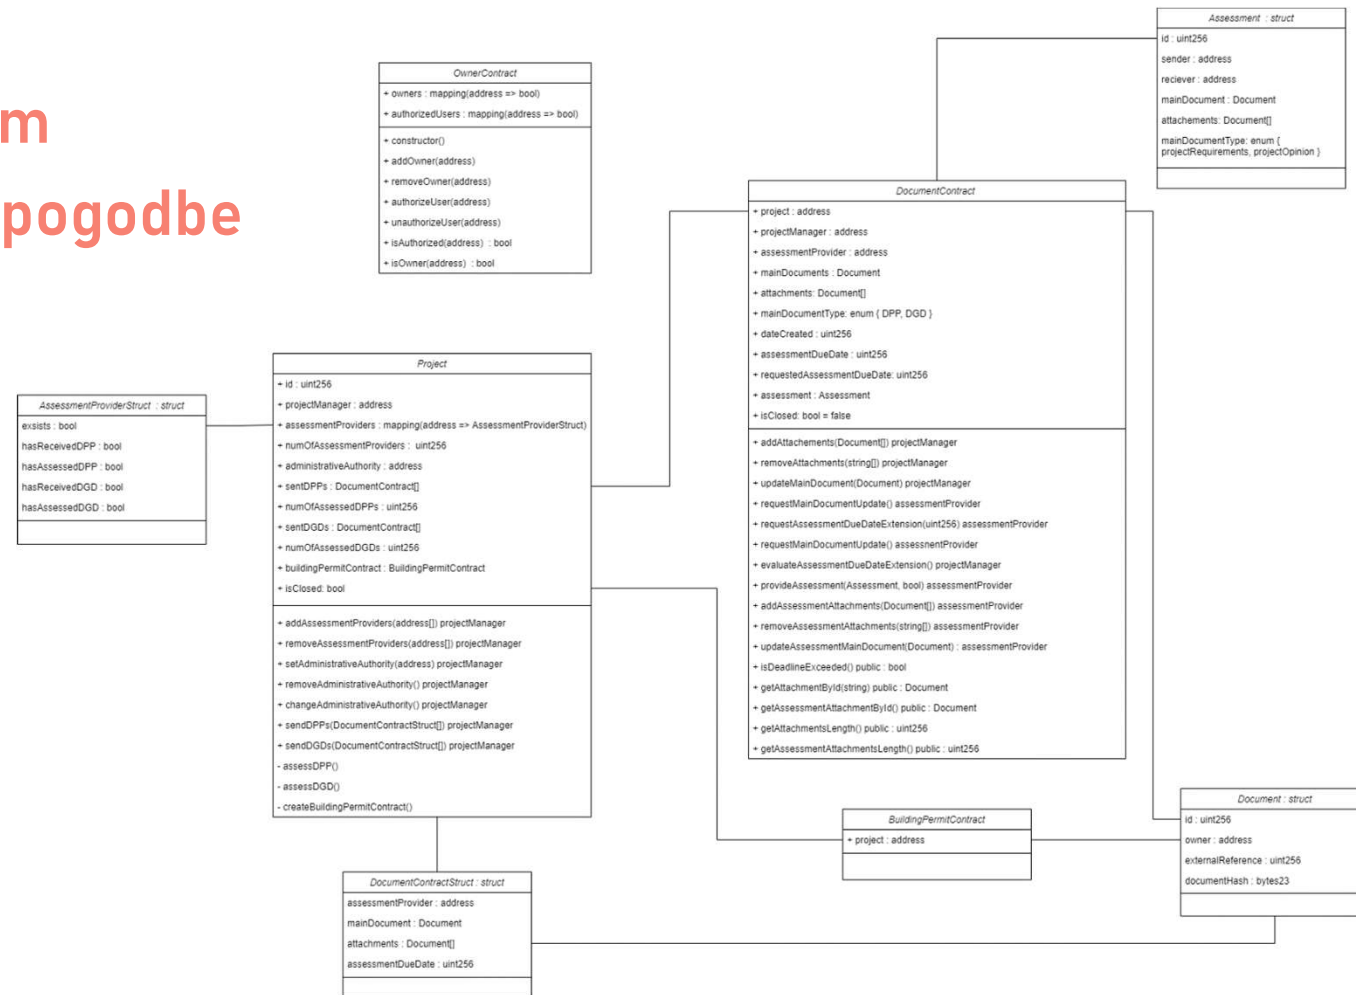 m
pogodbe
OwnerContract
+ owners : mapping(address => bool)
+ authorizedUsers : mapping(address => bool)
+ constructor()
+ addOwner(address)
+ removeOwner(address)
+ authorizeUser(address)
+ unauthorizeUser(address)
+ isAuthorized(address) : bool
+ isOwner(address) : bool
Assessment : struct
id : uint256
sender : address
reciever : address
mainDocument : Document
attachements: Document[]
mainDocumentType: enum {
projectRequirements, projectOpinion }
DocumentContract
+ project : address
+ projectManager : address
+ assessmentProvider : address
+ mainDocuments : Document
+ attachments: Document[]
+ mainDocumentType: enum { DPP, DGD }
+ dateCreated : uint256
+ assessmentDueDate : uint256
+ requestedAssessmentDueDate: uint256
+ assessment : Assessment
+ isClosed: bool = false
+ addAttachements(Document[]) projectManager
+ removeAttachments(string[]) projectManager
+ updateMainDocument(Document) projectManager
+ requestMainDocumentUpdate() assessmentProvider
+ requestAssessmentDueDateExtension(uint256) assessmentProvider
+ requestMainDocumentUpdate() assessnentProvider
+ evaluateAssessmentDueDateExtension() projectManager
+ provideAssessment(Assessment, bool) assessmentProvider
+ addAssessmentAttachments(Document[]) assessmentProvider
+ removeAssessmentAttachments(string[]) assessmentProvider
+ updateAssessmentMainDocument(Document) : assessmentProvider
+ isDeadlineExceeded() public : bool
+ getAttachmentById(string) public : Document
+ getAssessmentAttachmentById() public : Document
+ getAttachmentsLength() public : uint256
+ getAssessmentAttachmentsLength() public : uint256
AssessmentProviderStruct : struct
exsists : bool
hasReceivedDPP : bool
hasAssessedDPP : bool
hasReceivedDGD : bool
hasAssessedDGD : bool
Project
+ id : uint256
+ projectManager : address
+ assessmentProviders : mapping(address => AssessmentProviderStruct)
+ numOfAssessmentProviders : uint256
+ administrativeAuthority : address
+ sentDPPs : DocumentContract[]
+ numOfAssessedDPPs : uint256
+ sentDGDs : DocumentContract[]
+ numOfAssessedDGDs : uint256
+ buildingPermitContract : BuildingPermitContract
+ isClosed: bool
+ addAssessmentProviders(address[]) projectManager
+ removeAssessmentProviders(address[]) projectManager
+ setAdministrativeAuthority(address) projectManager
+ removeAdministrativeAuthority() projectManager
+ changeAdministrativeAuthority() projectManager
+ sendDPPs(DocumentContractStruct[]) projectManager
+ sendDGDs(DocumentContractStruct[]) projectManager
- assessDPP()
- assessDGD()
- createBuildingPermitContract()
BuildingPermitContract
+ project : address
Document : struct
id : uint256
owner : address
externalReference : uint256
documentHash : bytes23
DocumentContractStruct : struct
assessmentProvider : address
mainDocument : Document
attachments : Document[]
assessmentDueDate : uint256